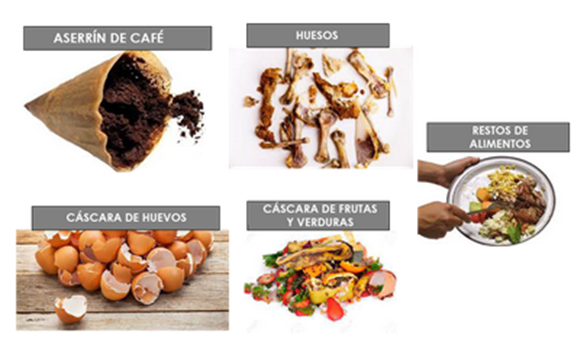 ASERRÍN DE CAFÉ
HUESOS
RESTOS DE
ALIMENTOS
CÁSCARA DE HUEVOS
CÁSCARA DE FRUTAS
Y VERDURAS